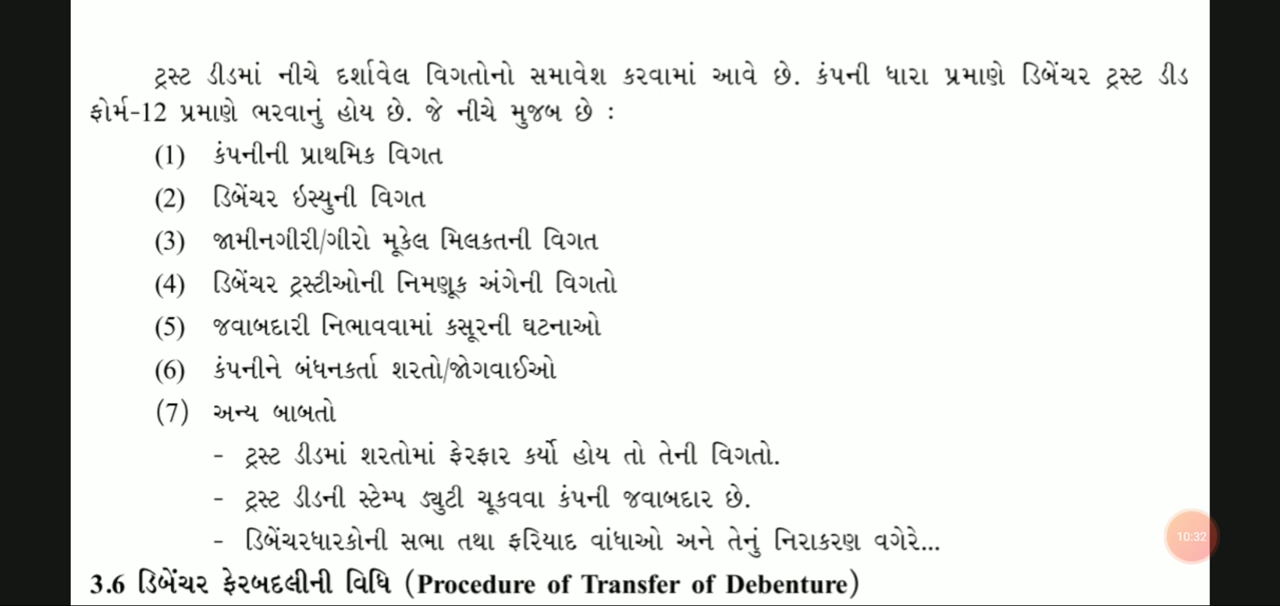 ટ્રસ્ટ ડીડમાં નીચે દર્શાવેલ વિગતોનો સમાવેશ કરવામાં આવે છે. કંપની ધારા પ્રમાણે ડિબેંચર ટ્રસ્ટ ડીડ
ફોર્મ-12 પ્રમાણે ભરવાનું હોય છે. જે નીચે મુજબ છે :
(1) કંપનીની પ્રાથમિક વિગત
(2) ડિબેંચર ઇસ્યુની વિગત
(3) જામીનગીરી/ગીરો મૂકેલ મિલકતની વિગત
(4) ડિબેંચર ટ્રસ્ટીઓની નિમણૂક અંગેની વિગતો
(5) જવાબદારી નિભાવવામાં કસૂરની ઘટનાઓ
(6) કંપનીને બંધનકર્તા શરતો/જોગવાઈઓ
(7) અન્ય બાબતો
- ટ્રસ્ટ ડીડમાં શરતોમાં ફેરફાર કર્યો હોય તો તેની વિગતો.
- ટ્રસ્ટ ડીડની સ્ટેમ્પ ડ્યુટી ચૂકવવા કંપની જવાબદાર છે.
- ડિબેંચરધારકોની સભા તથા ફરિયાદ વાંધાઓ અને તેનું નિરાકરણ વગેરે...
10:32
3.6 ડિબેંચર ફેરબદલીની વિધિ (Procedure of Transfer of Debenture)